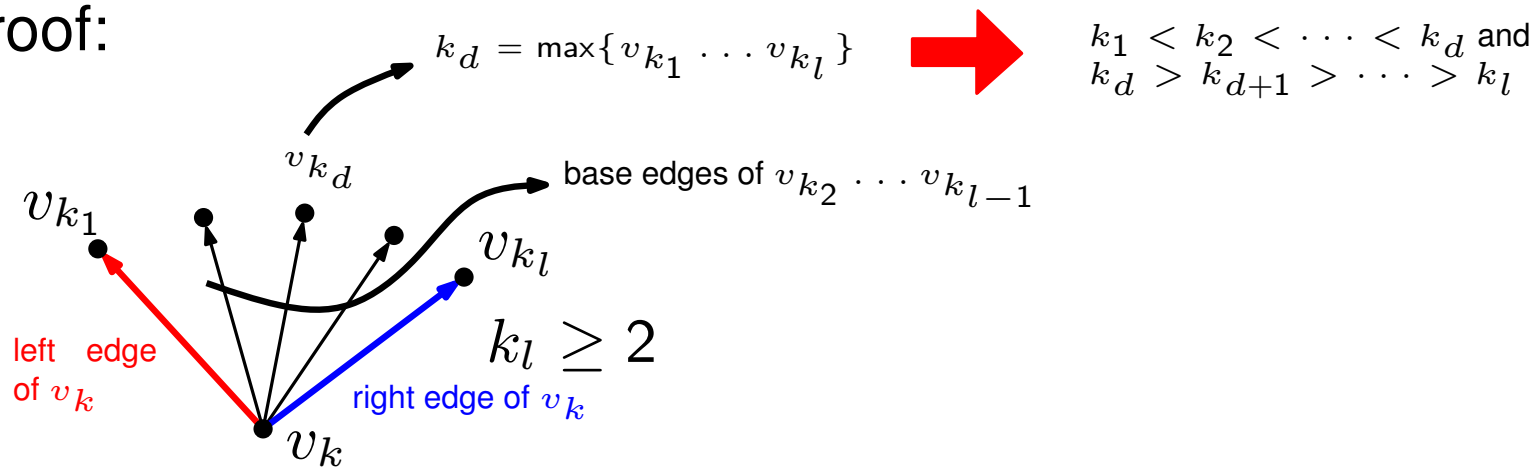 roof:
k_d = max{ v_{k_1} ... v_{k_l} }
k_1 < k_2 < ··· < k_d and
k_d > k_{d+1} > ··· > k_l
v_{k_d}
base edges of v_{k_2} ... v_{k_{l-1}}
v_{k_1}
v_{k_l}
k_l ≥ 2
left edge
of v_k
right edge of v_k
v_k